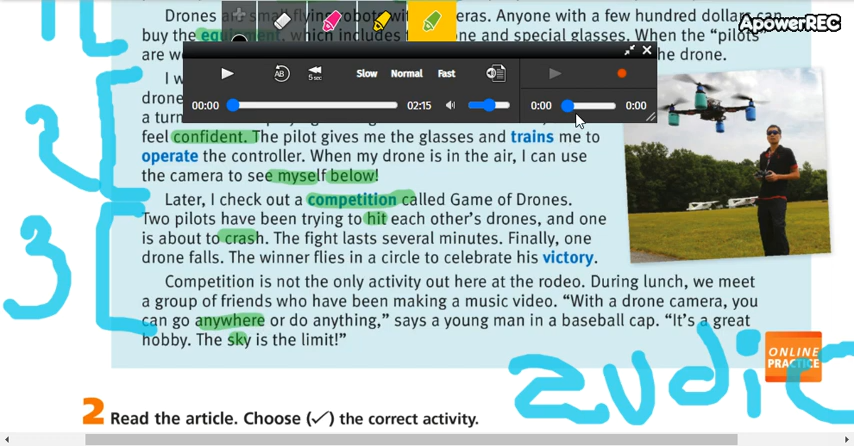 Drones are small flying robots with cameras. Anyone with a few hundred dollars can
buy the equipment, which includes and special glasses. When the "pilots"
ApowerREC
are the drone.
I
drone
5 sec
AB
Slow Normal Fast
00:00 02:15 0:00 0:00
a turn
feel confident. The pilot gives me the glasses and trains me to
operate the controller. When my drone is in the air, I can use
the camera to see myself below!
Later, I check out a competition called Game of Drones.
Two pilots have been trying to hit each other's drones, and one
is about to crash. The fight lasts several minutes. Finally, one
drone falls. The winner flies in a circle to celebrate his victory.
3
Competition is not the only activity out here at the rodeo. During lunch, we meet
a group of friends who have been making a music video. "With a drone camera, you
can go anywhere or do anything," says a young man in a baseball cap. "It's a great
hobby. The sky is the limit!"
ONLINE
PRACTICE
2 Read the article. Choose (✓) the correct activity.